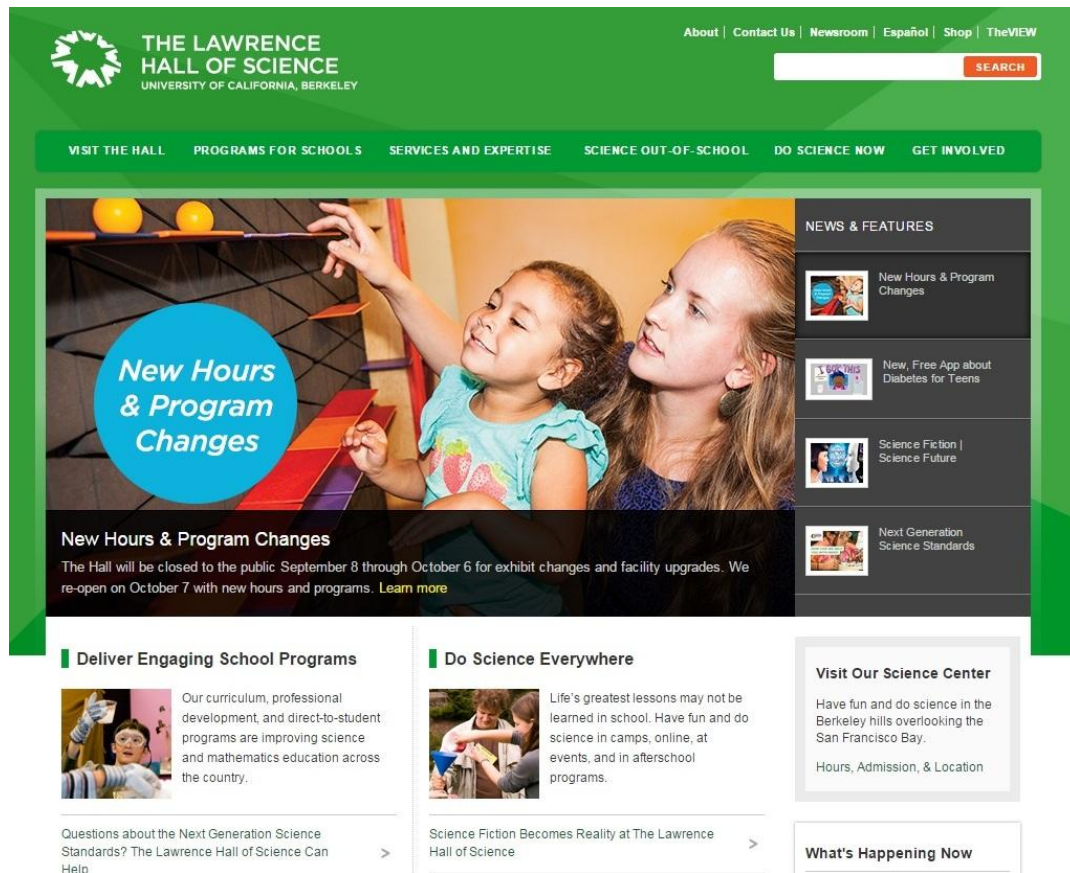 THE LAWRENCE
HALL OF SCIENCE
UNIVERSITY OF CALIFORNIA, BERKELEY
About | Contact Us | Newsroom | Español | Shop | TheVIEW
SEARCH
VISIT THE HALL PROGRAMS FOR SCHOOLS SERVICES AND EXPERTISE SCIENCE OUT-OF-SCHOOL DO SCIENCE NOW GET INVOLVED
New Hours
& Program
Changes
New Hours & Program Changes
The Hall will be closed to the public September 8 through October 6 for exhibit changes and facility upgrades. We
re-open on October 7 with new hours and programs. Learn more
NEWS & FEATURES
New Hours & Program
Changes
I GOT THIS
New, Free App about
Diabetes for Teens
Science Fiction |
Science Future
Next Generation
Science Standards
Deliver Engaging School Programs
Our curriculum, professional
development, and direct-to-student
programs are improving science
and mathematics education across
the country.
Questions about the Next Generation Science
Standards? The Lawrence Hall of Science Can
Help
>
Do Science Everywhere
Life's greatest lessons may not be
learned in school. Have fun and do
science in camps, online, at
events, and in afterschool
programs.
Science Fiction Becomes Reality at The Lawrence
Hall of Science
>
Visit Our Science Center
Have fun and do science in the
Berkeley hills overlooking the
San Francisco Bay.
Hours, Admission, & Location
What's Happening Now